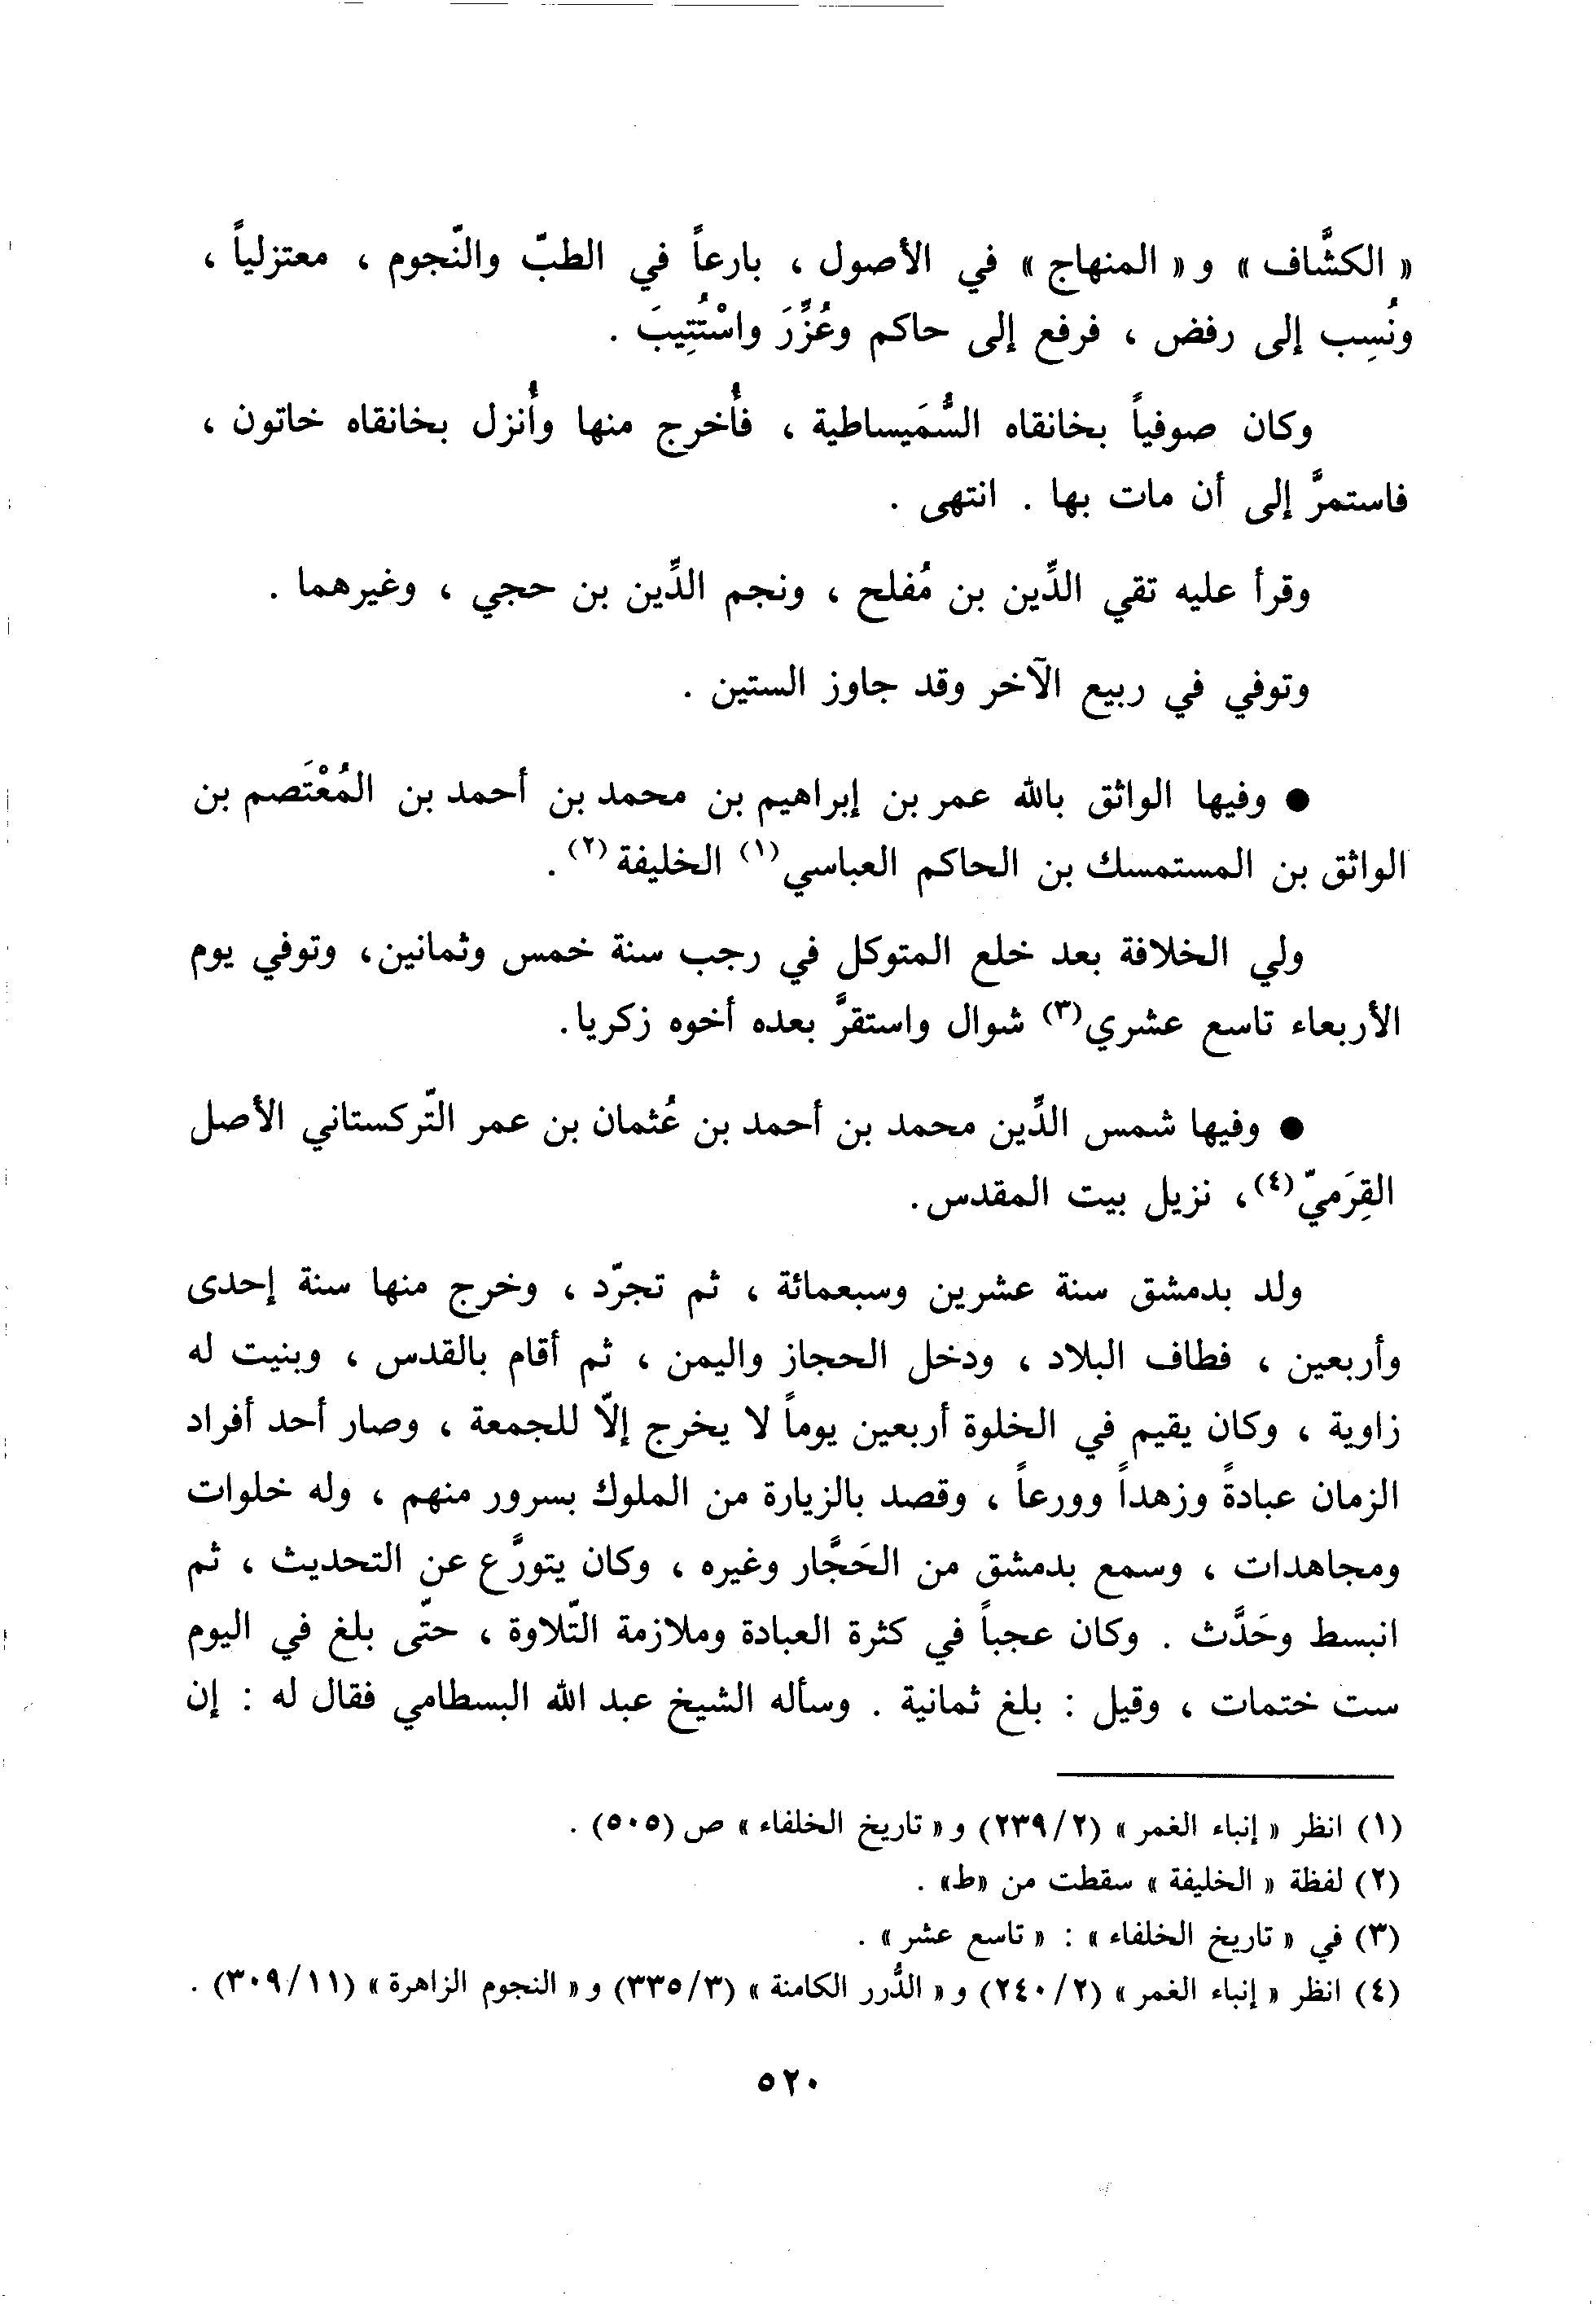 « الكشَّاف » و « المنهاج » في الأصول ، بارعاً في الطبّ والنّجوم ، معتزلياً ،
ونُسِب إلى رفض ، فرفع إلى حاكم وعُزِّرَ واسْتُتِيبَ .
وكان صوفياً بخانقاه السُّمَيساطية ، فأُخرج منها وأُنزل بخانقاه خاتون ،
فاستمرَّ إلى أن مات بها . انتهى .
وقرأ عليه تقي الدِّين بن مُفلح ، ونجم الدِّين بن حجي ، وغيرهما .
وتوفي في ربيع الآخر وقد جاوز الستين .
● وفيها الواثق بالله عمر بن إبراهيم بن محمد بن أحمد بن المُعْتَصم بن
الواثق بن المستمسك بن الحاكم العباسي(١) الخليفة(٢) .
ولي الخلافة بعد خلع المتوكل في رجب سنة خمس وثمانين، وتوفي يوم
الأربعاء تاسع عشري(٣) شوال واستقرَّ بعده أخوه زكريا.
● وفيها شمس الدِّين محمد بن أحمد بن عُثمان بن عمر التّركستاني الأصل
القِرَميّ(٤)، نزيل بيت المقدس.
ولد بدمشق سنة عشرين وسبعمائة ، ثم تجرّد ، وخرج منها سنة إحدى
وأربعين ، فطاف البلاد ، ودخل الحجاز واليمن ، ثم أقام بالقدس ، وبنيت له
زاوية ، وكان يقيم في الخلوة أربعين يوماً لا يخرج إلّا للجمعة ، وصار أحد أفراد
الزمان عبادةً وزهداً وورعاً ، وقصد بالزيارة من الملوك بسرور منهم ، وله خلوات
ومجاهدات ، وسمع بدمشق من الحَجَّار وغيره ، وكان يتورَّع عن التحديث ، ثم
انبسط وحَدَّث . وكان عجباً في كثرة العبادة وملازمة التّلاوة ، حتّى بلغ في اليوم
ست ختمات ، وقيل : بلغ ثمانية . وسأله الشيخ عبد الله البسطامي فقال له : إن
(١) انظر « إنباء الغمر » (٢٣٩/٢) و « تاريخ الخلفاء » ص (٥٠٥) .
(٢) لفظة « الخليفة » سقطت من «ط» .
(٣) في « تاريخ الخلفاء » : « تاسع عشر » .
(٤) انظر « إنباء الغمر » (٢٤٠/٢) و « الدُّرر الكامنة » (٣٣٥/٣) و « النجوم الزاهرة » (٣٠٩/١١) .
٥٢٠